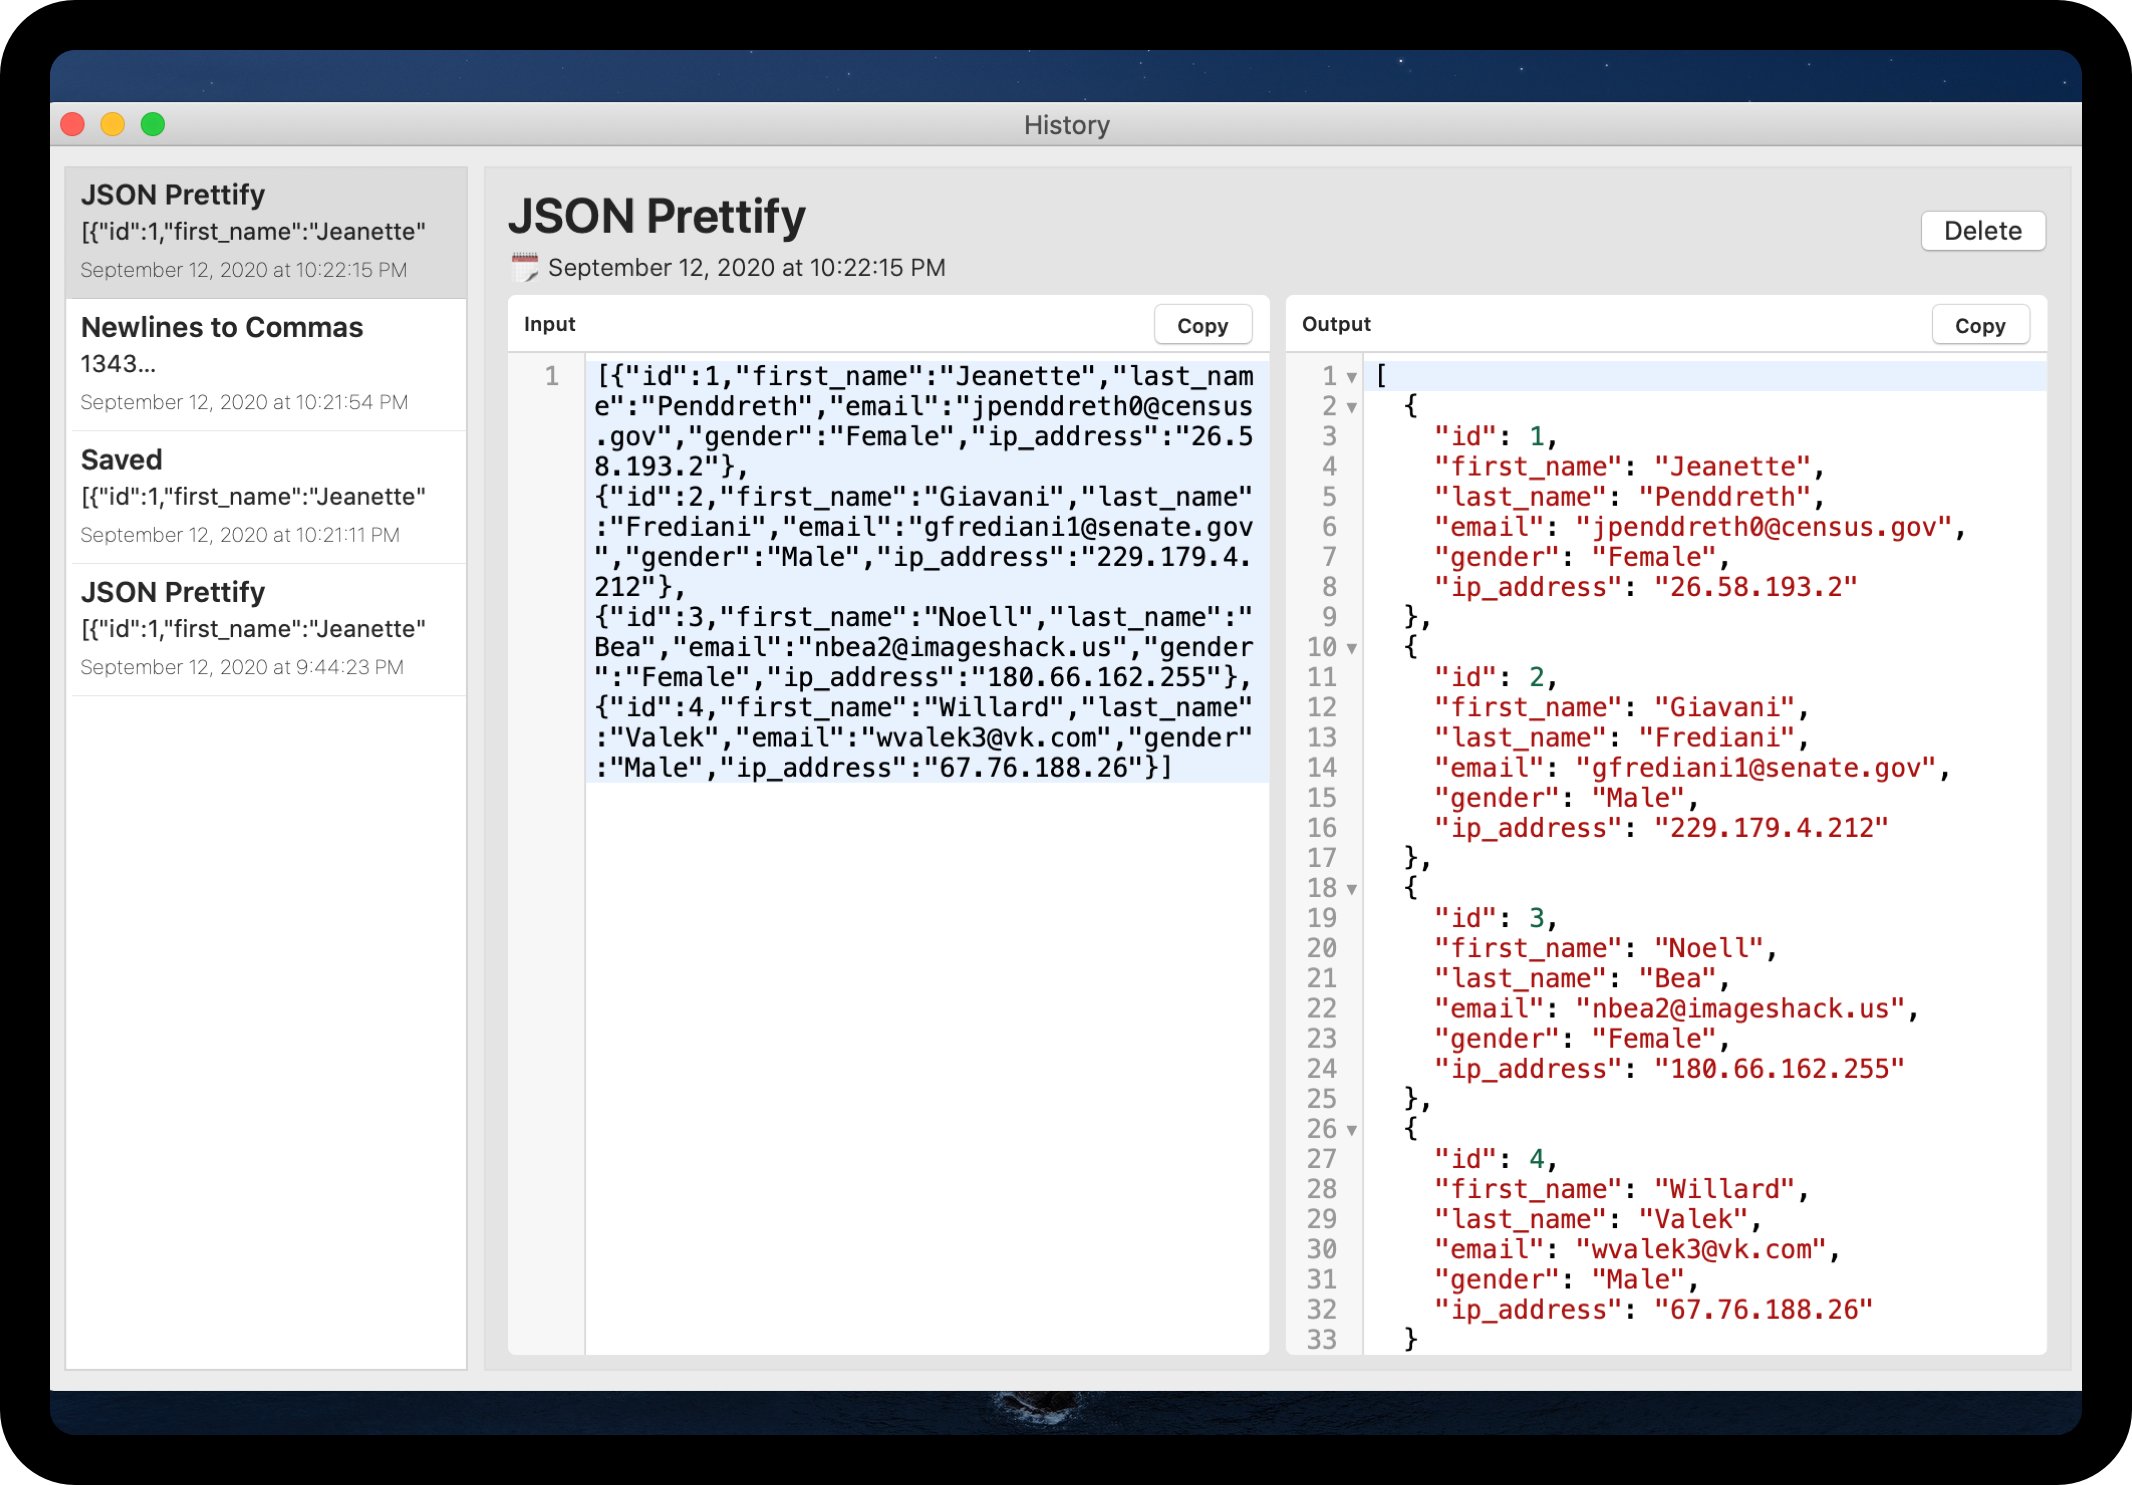 History
JSON Prettify
[{"id":1,"first_name":"Jeanette"
September 12, 2020 at 10:22:15 PM
Newlines to Commas
1343...
September 12, 2020 at 10:21:54 PM
Saved
[{"id":1,"first_name":"Jeanette"
September 12, 2020 at 10:21:11 PM
JSON Prettify
[{"id":1,"first_name":"Jeanette"
September 12, 2020 at 9:44:23 PM
JSON Prettify
September 12, 2020 at 10:22:15 PM
Delete
Input
Copy
1 [{"id":1,"first_name":"Jeanette","last_nam
e":"Penddreth","email":"jpenddreth0@census
.gov","gender":"Female","ip_address":"26.5
8.193.2"},
{"id":2,"first_name":"Giavani","last_name"
:"Frediani","email":"gfrediani1@senate.gov
","gender":"Male","ip_address":"229.179.4.
212"},
{"id":3,"first_name":"Noell","last_name":"
Bea","email":"nbea2@imageshack.us","gender
":"Female","ip_address":"180.66.162.255"},
{"id":4,"first_name":"Willard","last_name"
:"Valek","email":"wvalek3@vk.com","gender"
:"Male","ip_address":"67.76.188.26"}]
Output
Copy
1 [
2 {
3 "id": 1,
4 "first_name": "Jeanette",
5 "last_name": "Penddreth",
6 "email": "jpenddreth0@census.gov",
7 "gender": "Female",
8 "ip_address": "26.58.193.2"
9 },
10 {
11 "id": 2,
12 "first_name": "Giavani",
13 "last_name": "Frediani",
14 "email": "gfrediani1@senate.gov",
15 "gender": "Male",
16 "ip_address": "229.179.4.212"
17 },
18 {
19 "id": 3,
20 "first_name": "Noell",
21 "last_name": "Bea",
22 "email": "nbea2@imageshack.us",
23 "gender": "Female",
24 "ip_address": "180.66.162.255"
25 },
26 {
27 "id": 4,
28 "first_name": "Willard",
29 "last_name": "Valek",
30 "email": "wvalek3@vk.com",
31 "gender": "Male",
32 "ip_address": "67.76.188.26"
33 }